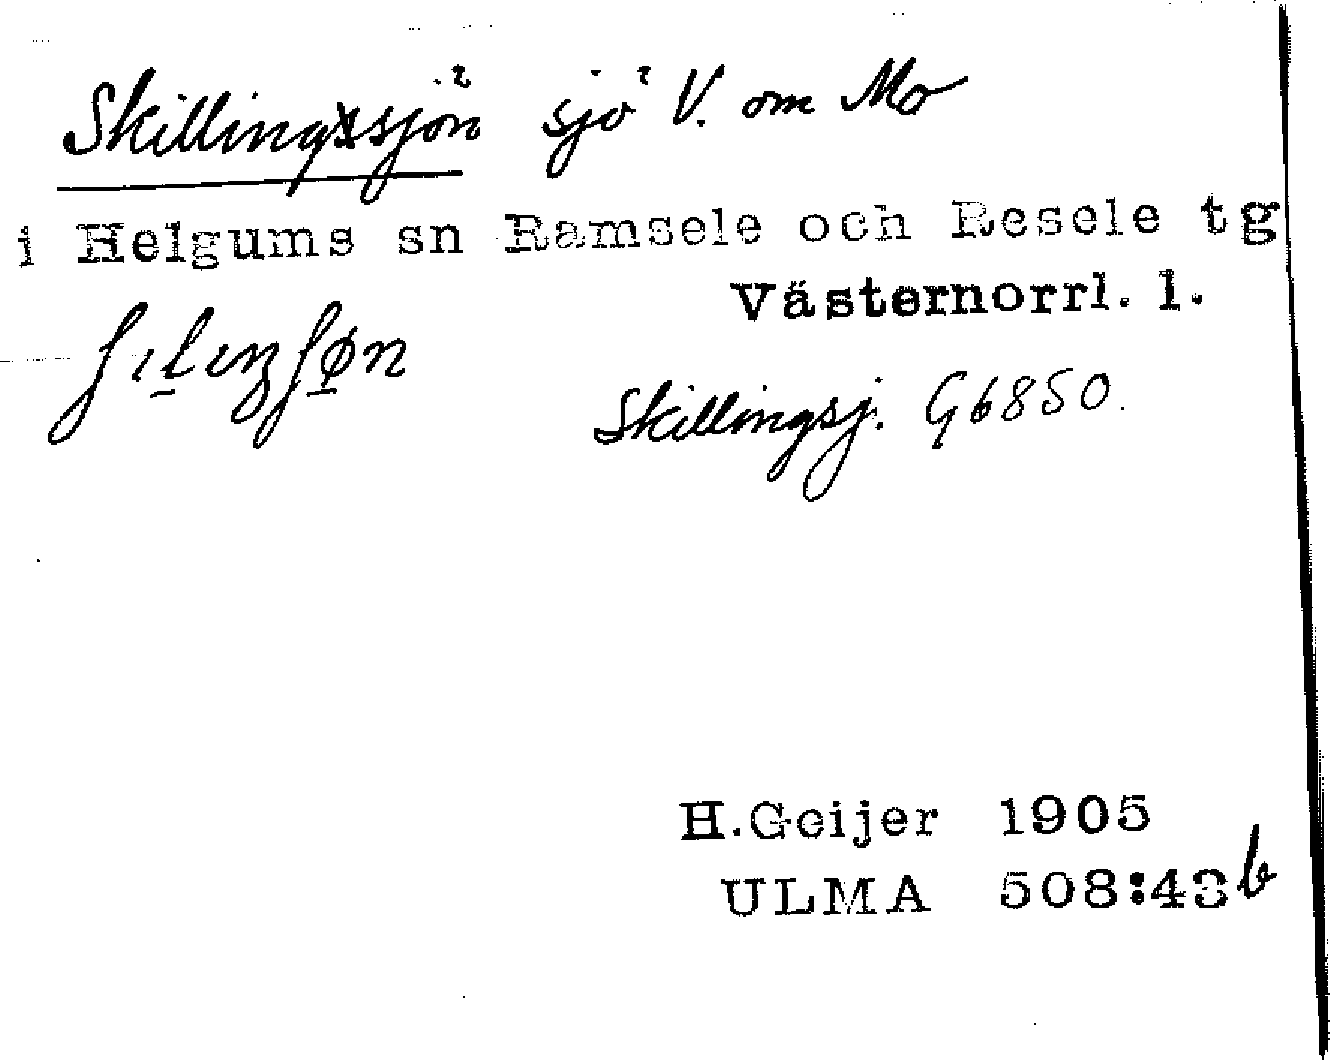 Skillingssjön sjö V. om Mo
i Helgums sn Ramsele och Resele tg
Västernorrl. l.
Skillingsj. G6850.
H.Geijer 1905
ULMA 508:43b